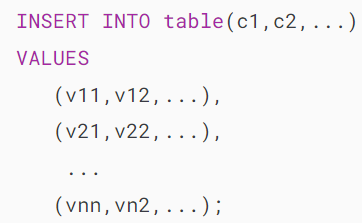 INSERT INTO table(c1,c2,...)
VALUES
(v11,v12,...),
(v21,v22,...),
...
(vnn,vn2,...);